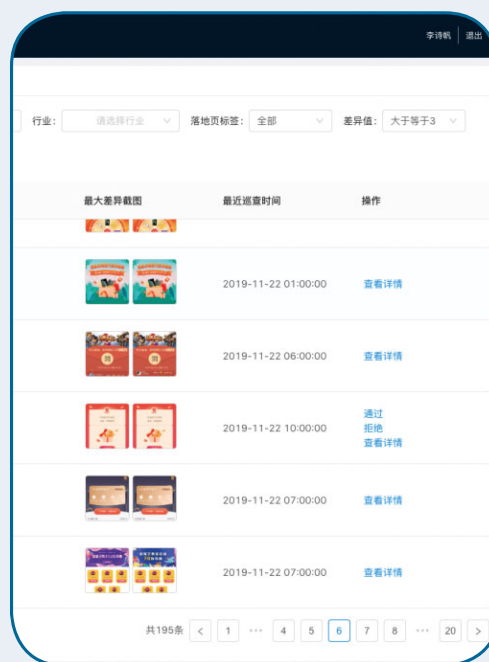 李诗帆 退出
行业: 请选择行业 落地页标签: 全部 差异值: 大于等于3
最大差异截图 最近巡查时间 操作
2019-11-22 01:00:00 查看详情
2019-11-22 06:00:00 查看详情
2019-11-22 10:00:00 通过
拒绝
查看详情
2019-11-22 07:00:00 查看详情
2019-11-22 07:00:00 查看详情
共195条 < 1 ••• 4 5 6 7 8 ••• 20 >